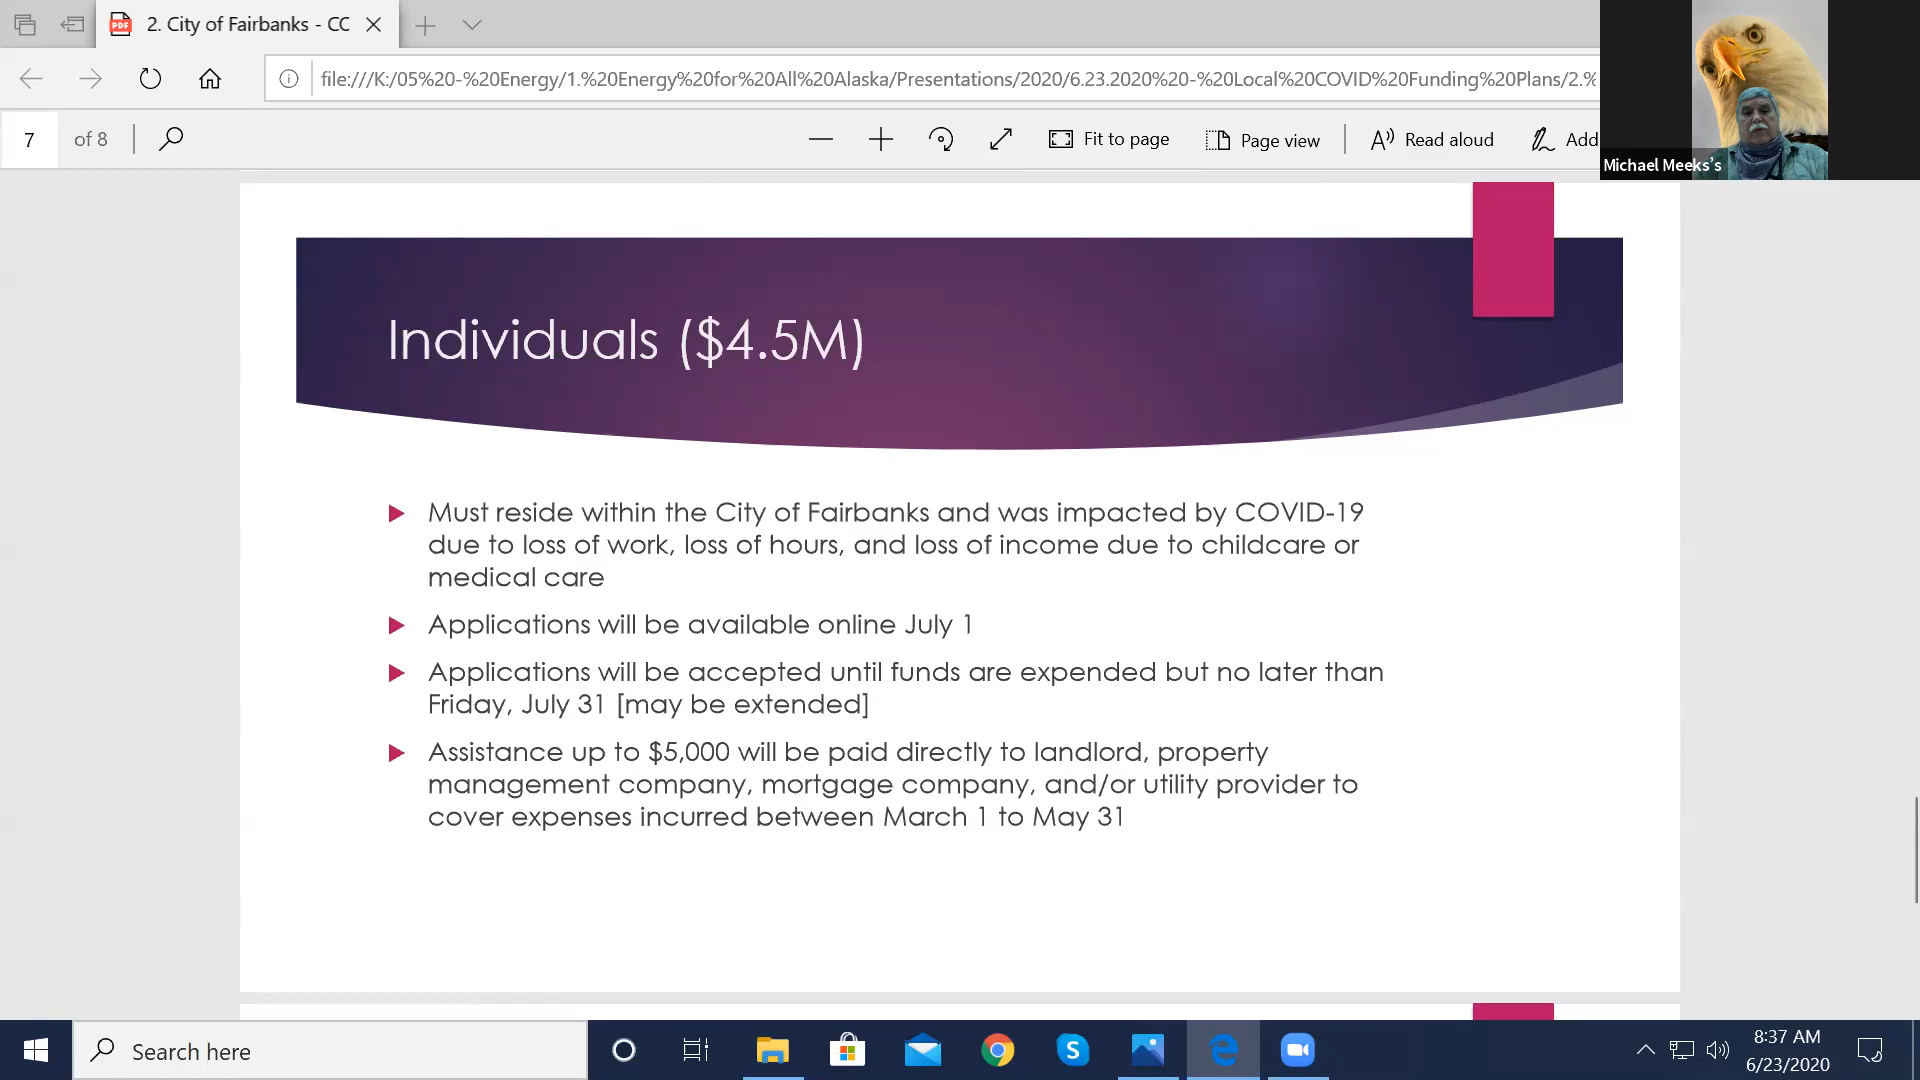 2. City of Fairbanks - CC
file:///K:/05%20-%20Energy/1.%20Energy%20for%20All%20Alaska/Presentations/2020/6.23.2020%20-%20Local%20COVID%20Funding%20Plans/2.%
7 of 8
Fit to page
Page view
Read aloud
Add
Michael Meeks's
Individuals ($4.5M)
Must reside within the City of Fairbanks and was impacted by COVID-19
due to loss of work, loss of hours, and loss of income due to childcare or
medical care
Applications will be available online July 1
Applications will be accepted until funds are expended but no later than
Friday, July 31 [may be extended]
Assistance up to $5,000 will be paid directly to landlord, property
management company, mortgage company, and/or utility provider to
cover expenses incurred between March 1 to May 31
Search here
8:37 AM
6/23/2020